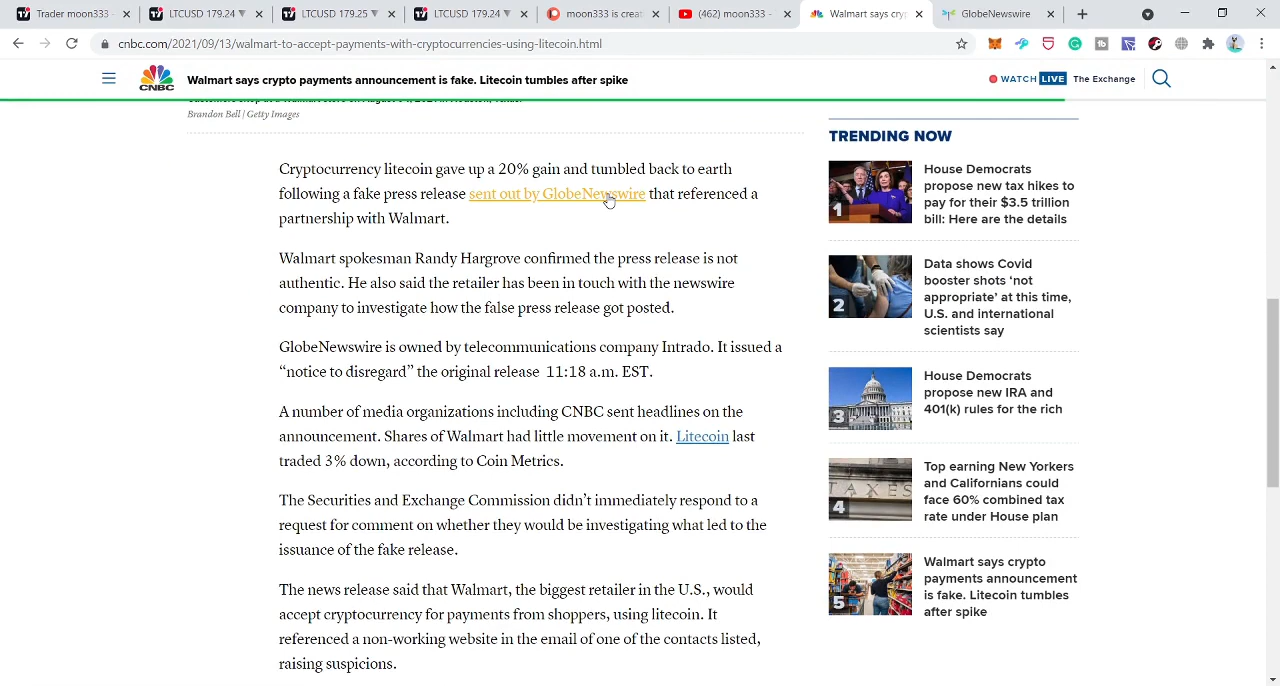 Trader moon333 -
LTCUSD 179.24 ▼
LTCUSD 179.25 ▼
LTCUSD 179.24 ▼
moon333 is creat
(462) moon333 -
Walmart says cryp
GlobeNewswire
cnbc.com/2021/09/13/walmart-to-accept-payments-with-cryptocurrencies-using-litecoin.html
CNBC
Walmart says crypto payments announcement is fake. Litecoin tumbles after spike
WATCH LIVE The Exchange
Brandon Bell | Getty Images
Cryptocurrency litecoin gave up a 20% gain and tumbled back to earth
following a fake press release sent out by GlobeNewswire that referenced a
partnership with Walmart.
Walmart spokesman Randy Hargrove confirmed the press release is not
authentic. He also said the retailer has been in touch with the newswire
company to investigate how the false press release got posted.
GlobeNewswire is owned by telecommunications company Intrado. It issued a
“notice to disregard” the original release 11:18 a.m. EST.
A number of media organizations including CNBC sent headlines on the
announcement. Shares of Walmart had little movement on it. Litecoin last
traded 3% down, according to Coin Metrics.
The Securities and Exchange Commission didn’t immediately respond to a
request for comment on whether they would be investigating what led to the
issuance of the fake release.
The news release said that Walmart, the biggest retailer in the U.S., would
accept cryptocurrency for payments from shoppers, using litecoin. It
referenced a non-working website in the email of one of the contacts listed,
raising suspicions.
TRENDING NOW
1
House Democrats
propose new tax hikes to
pay for their $3.5 trillion
bill: Here are the details
2
Data shows Covid
booster shots ‘not
appropriate’ at this time,
U.S. and international
scientists say
3
House Democrats
propose new IRA and
401(k) rules for the rich
4
TAXES
Top earning New Yorkers
and Californians could
face 60% combined tax
rate under House plan
5
Walmart says crypto
payments announcement
is fake. Litecoin tumbles
after spike